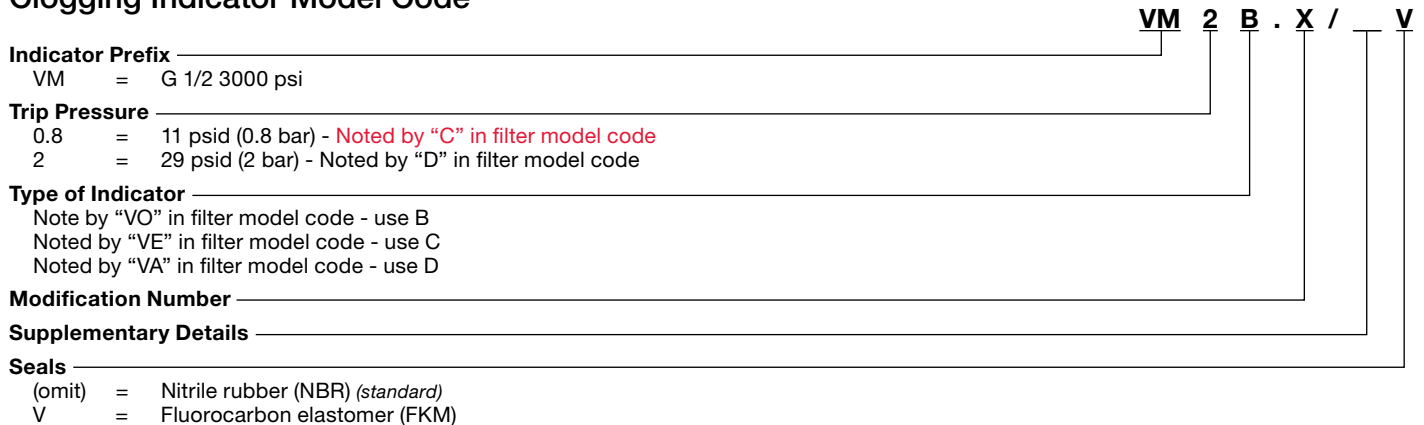 Clogging Indicator Model Code
VM 2 B . X / __ V
Indicator Prefix
VM = G 1/2 3000 psi
Trip Pressure
0.8 = 11 psid (0.8 bar) - Noted by “C” in filter model code
2 = 29 psid (2 bar) - Noted by “D” in filter model code
Type of Indicator
Note by “VO” in filter model code - use B
Noted by “VE” in filter model code - use C
Noted by “VA” in filter model code - use D
Modification Number
Supplementary Details
Seals
(omit) = Nitrile rubber (NBR) (standard)
V = Fluorocarbon elastomer (FKM)